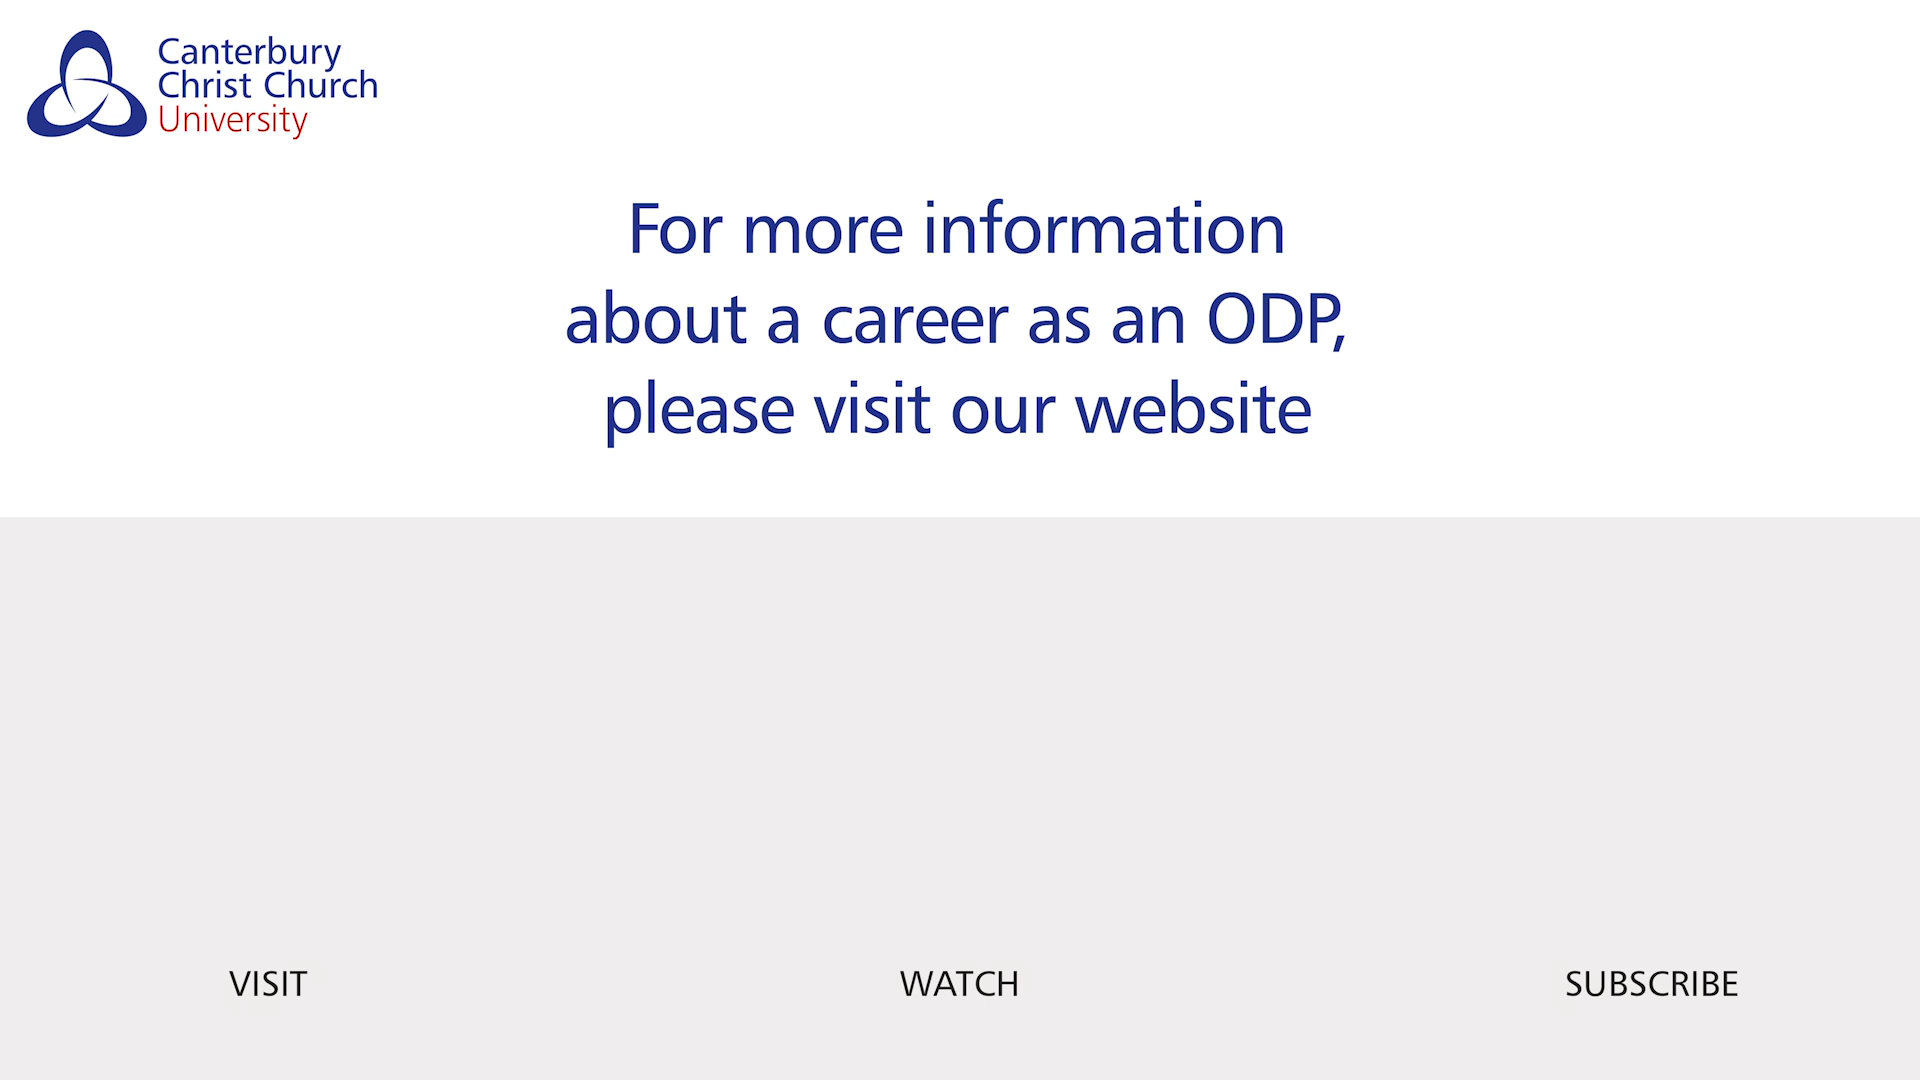 Canterbury
Christ Church
University
For more information
about a career as an ODP,
please visit our website
VISIT
WATCH
SUBSCRIBE